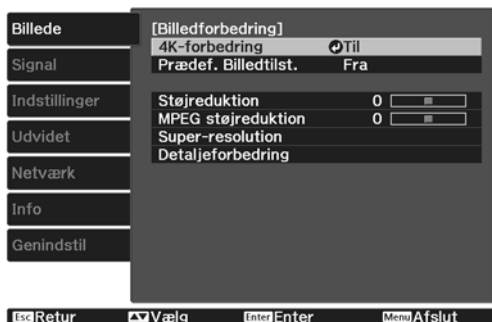 Billede
Signal
Indstillinger
Udvidet
Netværk
Info
Genindstil
[Billedforbedring]
4K-forbedring Til
Prædef. Billedtilst. Fra
Støjreduktion 0
MPEG støjreduktion 0
Super-resolution
Detaljeforbedring
Esc Retur Vælg Enter Enter Menu Afslut